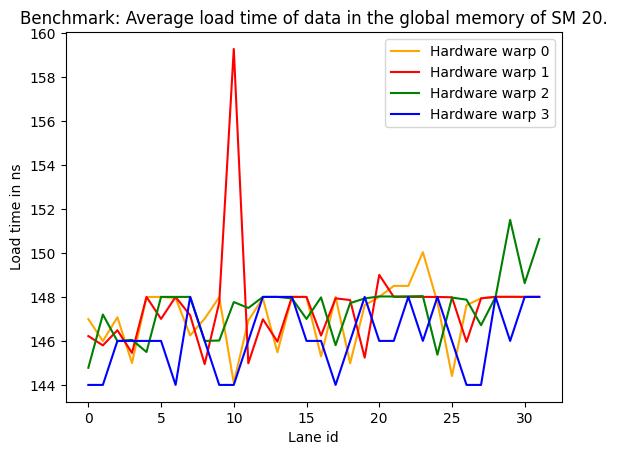 Benchmark: Average load time of data in the global memory of SM 20.
160
158
156
154
152
150
148
146
144
Load time in ns
Hardware warp 0
Hardware warp 1
Hardware warp 2
Hardware warp 3
0 5 10 15 20 25 30
Lane id